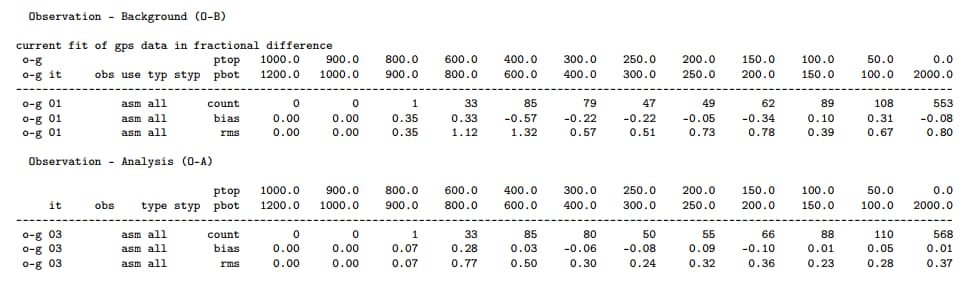 Observation - Background (O-B)
current fit of gps data in fractional difference
o-g ptop 1000.0 900.0 800.0 600.0 400.0 300.0 250.0 200.0 150.0 100.0 50.0 0.0
o-g it obs use typ styp pbot 1200.0 1000.0 900.0 800.0 600.0 400.0 300.0 250.0 200.0 150.0 100.0 2000.0
o-g 01 asm all count 0 0 1 33 85 79 47 49 62 89 108 553
o-g 01 asm all bias 0.00 0.00 0.35 0.33 -0.57 -0.22 -0.22 -0.05 -0.34 0.10 0.31 -0.08
o-g 01 asm all rms 0.00 0.00 0.35 1.12 1.32 0.57 0.51 0.73 0.78 0.39 0.67 0.80
Observation - Analysis (O-A)
ptop 1000.0 900.0 800.0 600.0 400.0 300.0 250.0 200.0 150.0 100.0 50.0 0.0
it obs type styp pbot 1200.0 1000.0 900.0 800.0 600.0 400.0 300.0 250.0 200.0 150.0 100.0 2000.0
o-g 03 asm all count 0 0 1 33 85 80 50 55 66 88 110 568
o-g 03 asm all bias 0.00 0.00 0.07 0.28 0.03 -0.06 -0.08 0.09 -0.10 0.01 0.05 0.01
o-g 03 asm all rms 0.00 0.00 0.07 0.77 0.50 0.30 0.24 0.32 0.36 0.23 0.28 0.37